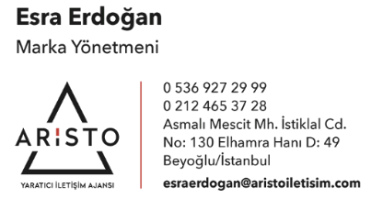 Esra Erdoğan
Marka Yönetmeni
ARISTO
YARATICI İLETİŞİM AJANSI
0 536 927 29 99
0 212 465 37 28
Asmalı Mescit Mh. İstiklal Cd.
No: 130 Elhamra Hanı D: 49
Beyoğlu/İstanbul
esraerdogan@aristoiletisim.com